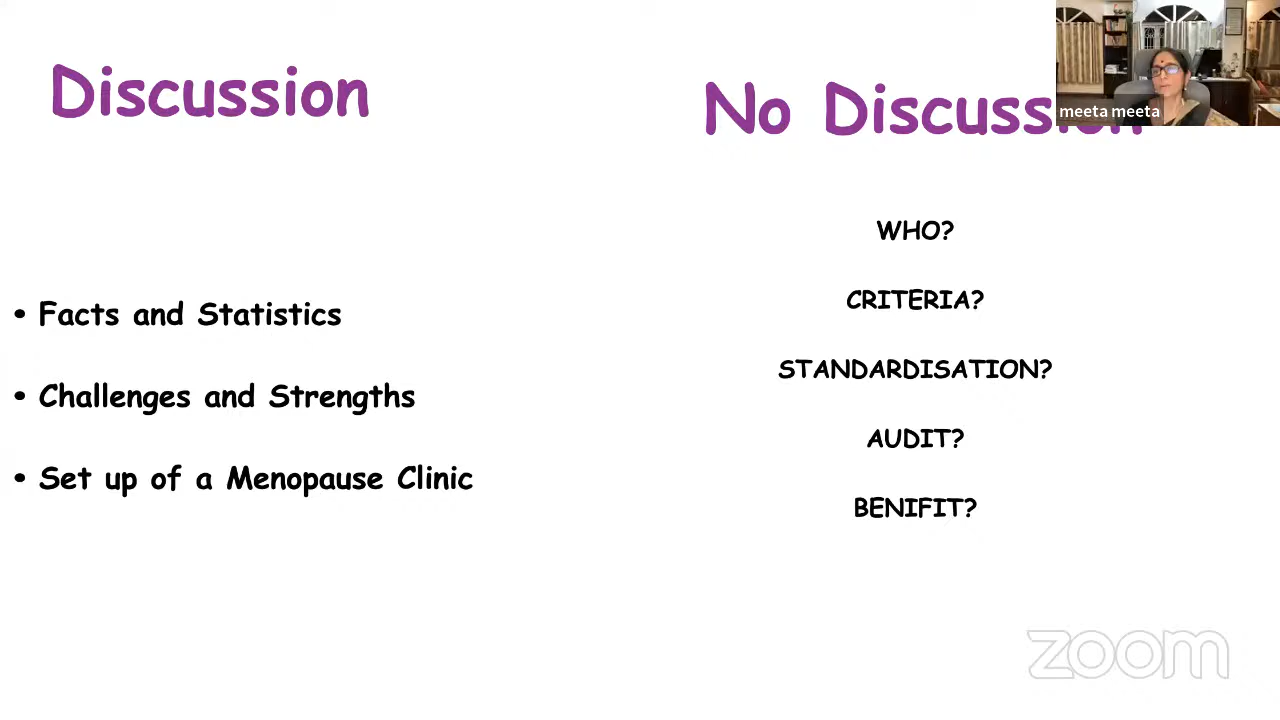 Discussion
• Facts and Statistics
• Challenges and Strengths
• Set up of a Menopause Clinic
No Discussion
WHO?
CRITERIA?
STANDARDISATION?
AUDIT?
BENIFIT?
meeta meeta
zoom